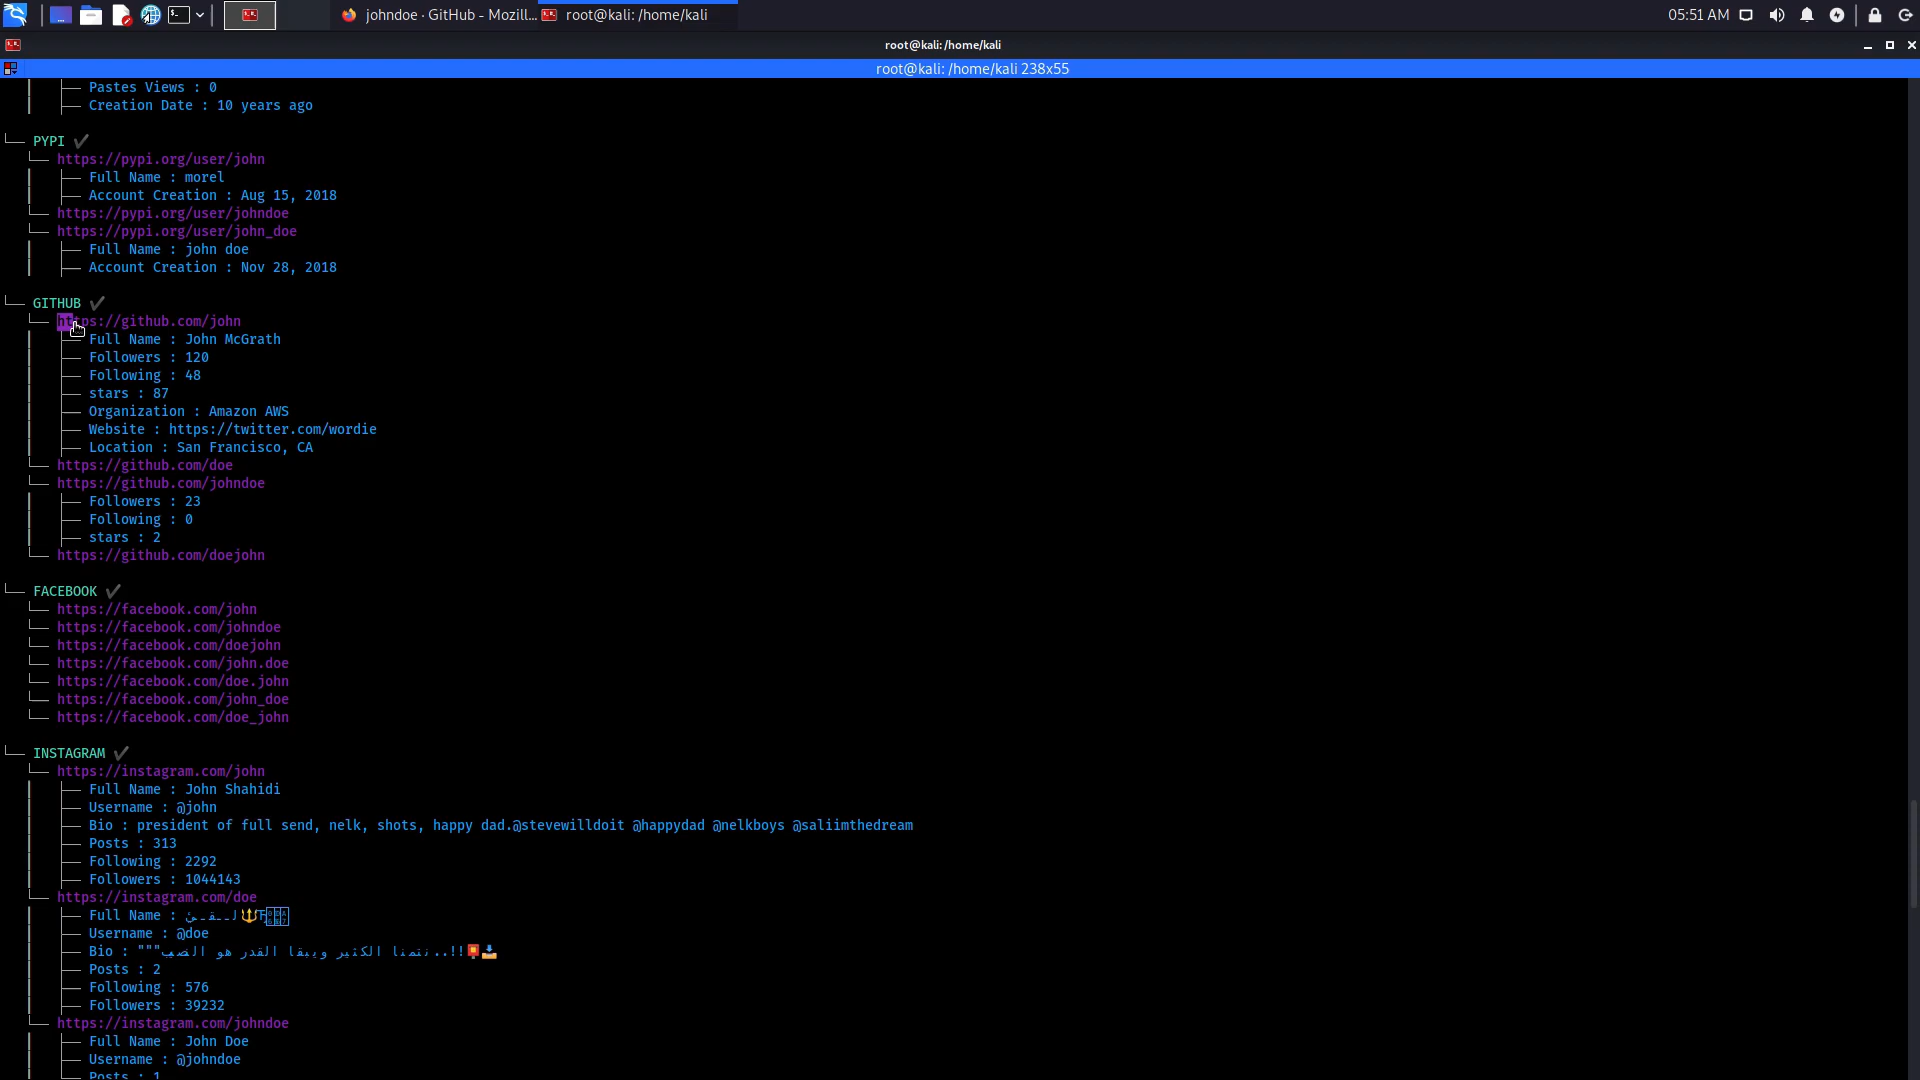 johndoe · GitHub - Mozill...
root@kali: /home/kali
05:51 AM
root@kali: /home/kali
root@kali: /home/kali 238x55
Pastes Views : 0
Creation Date : 10 years ago
PYPI ✔
https://pypi.org/user/john
Full Name : morel
Account Creation : Aug 15, 2018
https://pypi.org/user/johndoe
https://pypi.org/user/john_doe
Full Name : john doe
Account Creation : Nov 28, 2018
GITHUB ✔
https://github.com/john
Full Name : John McGrath
Followers : 120
Following : 48
stars : 87
Organization : Amazon AWS
Website : https://twitter.com/wordie
Location : San Francisco, CA
https://github.com/doe
https://github.com/johndoe
Followers : 23
Following : 0
stars : 2
https://github.com/doejohn
FACEBOOK ✔
https://facebook.com/john
https://facebook.com/johndoe
https://facebook.com/doejohn
https://facebook.com/john.doe
https://facebook.com/doe.john
https://facebook.com/john_doe
https://facebook.com/doe_john
INSTAGRAM ✔
https://instagram.com/john
Full Name : John Shahidi
Username : @john
Bio : president of full send, nelk, shots, happy dad.@stevewilldoit @happydad @nelkboys @saliimthedream
Posts : 313
Following : 2292
Followers : 1044143
https://instagram.com/doe
Full Name :
Username : @doe
Bio : """نتمنا الكثير ويبقا القدر هو..!!📮📥
Posts : 2
Following : 576
Followers : 39232
https://instagram.com/johndoe
Full Name : John Doe
Username : @johndoe
Posts : 1